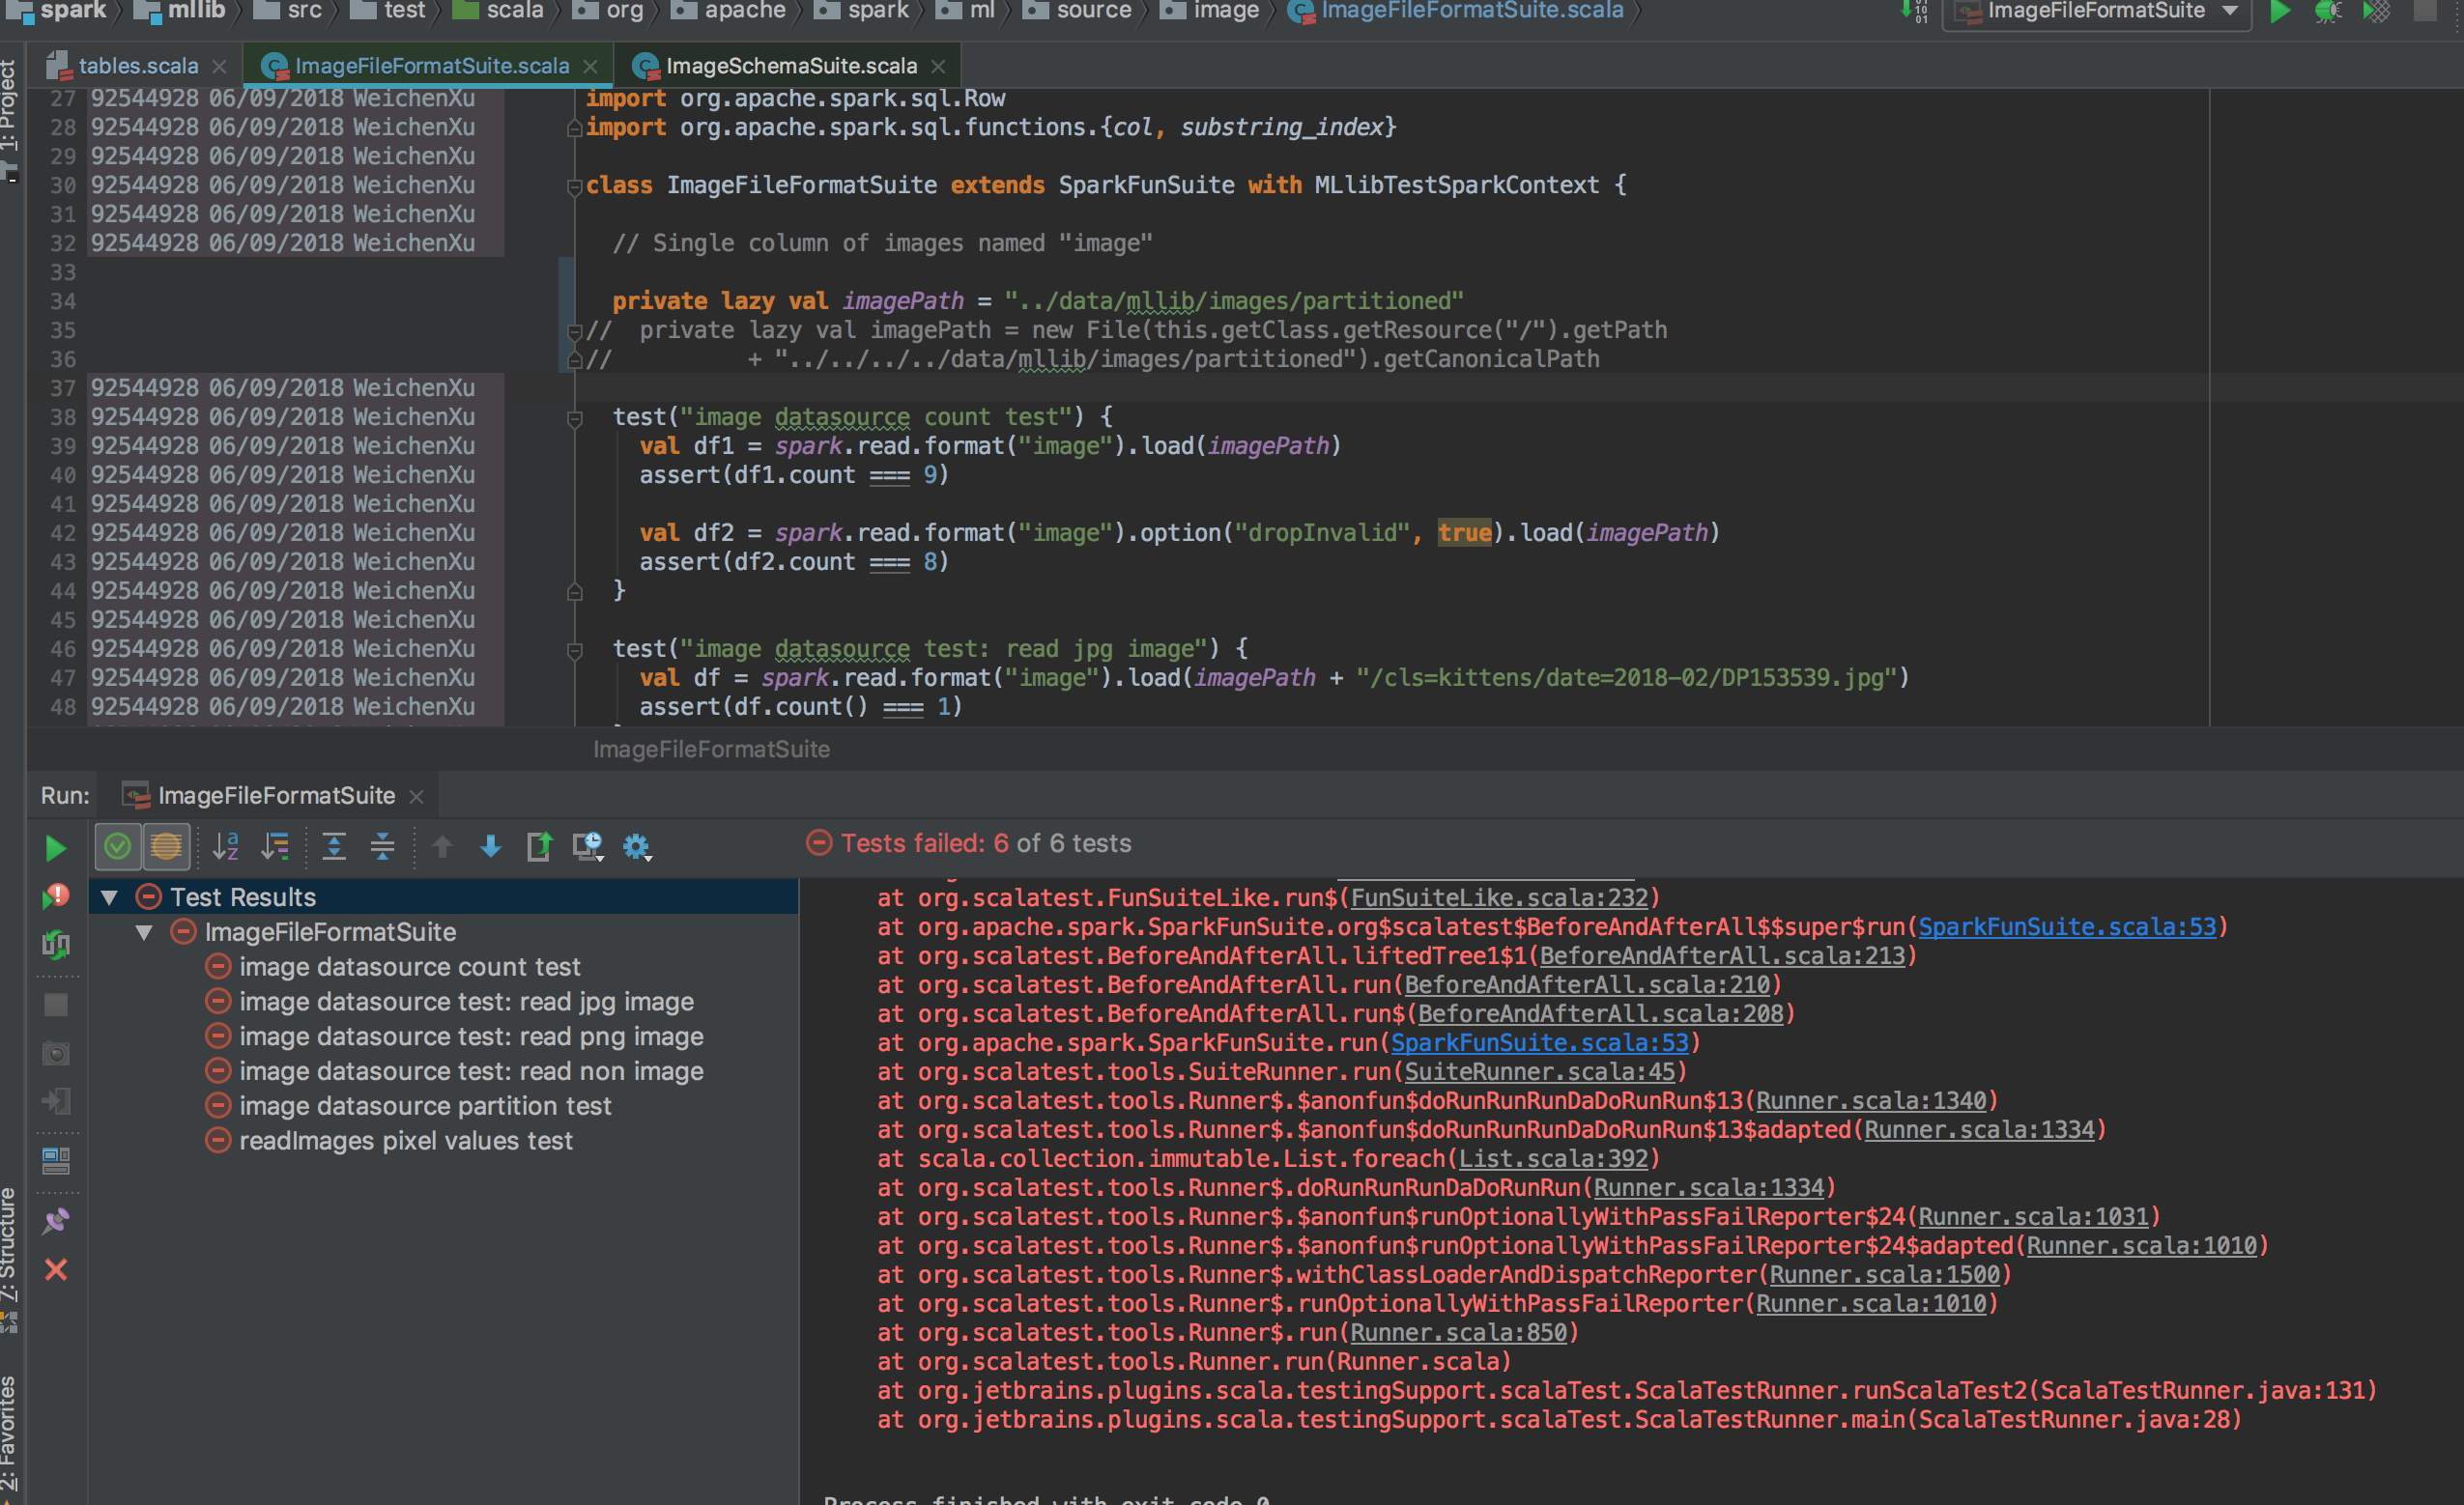 spark mllib src test scala org apache spark ml source image ImageFileFormatSuite.scala ImageFileFormatSuite
tables.scala ImageFileFormatSuite.scala ImageSchemaSuite.scala
1: Project
27 92544928 06/09/2018 WeichenXu import org.apache.spark.sql.Row
28 92544928 06/09/2018 WeichenXu import org.apache.spark.sql.functions.{col, substring_index}
29 92544928 06/09/2018 WeichenXu
30 92544928 06/09/2018 WeichenXu class ImageFileFormatSuite extends SparkFunSuite with MLlibTestSparkContext {
31 92544928 06/09/2018 WeichenXu
32 92544928 06/09/2018 WeichenXu // Single column of images named "image"
33
34 private lazy val imagePath = "../data/mllib/images/partitioned"
35 // private lazy val imagePath = new File(this.getClass.getResource("/").getPath
36 // + "../../../../data/mllib/images/partitioned").getCanonicalPath
37 92544928 06/09/2018 WeichenXu
38 92544928 06/09/2018 WeichenXu test("image datasource count test") {
39 92544928 06/09/2018 WeichenXu val df1 = spark.read.format("image").load(imagePath)
40 92544928 06/09/2018 WeichenXu assert(df1.count === 9)
41 92544928 06/09/2018 WeichenXu
42 92544928 06/09/2018 WeichenXu val df2 = spark.read.format("image").option("dropInvalid", true).load(imagePath)
43 92544928 06/09/2018 WeichenXu assert(df2.count === 8)
44 92544928 06/09/2018 WeichenXu }
45 92544928 06/09/2018 WeichenXu
46 92544928 06/09/2018 WeichenXu test("image datasource test: read jpg image") {
47 92544928 06/09/2018 WeichenXu val df = spark.read.format("image").load(imagePath + "/cls=kittens/date=2018-02/DP153539.jpg")
48 92544928 06/09/2018 WeichenXu assert(df.count() === 1)
ImageFileFormatSuite
Run: ImageFileFormatSuite
Tests failed: 6 of 6 tests
Test Results
ImageFileFormatSuite
image datasource count test
image datasource test: read jpg image
image datasource test: read png image
image datasource test: read non image
image datasource partition test
readImages pixel values test
7: Structure
2: Favorites
at org.scalatest.FunSuiteLike.run$(FunSuiteLike.scala:232)
at org.apache.spark.SparkFunSuite.org$scalatest$BeforeAndAfterAll$$super$run(SparkFunSuite.scala:53)
at org.scalatest.BeforeAndAfterAll.liftedTree1$1(BeforeAndAfterAll.scala:213)
at org.scalatest.BeforeAndAfterAll.run(BeforeAndAfterAll.scala:210)
at org.scalatest.BeforeAndAfterAll.run$(BeforeAndAfterAll.scala:208)
at org.apache.spark.SparkFunSuite.run(SparkFunSuite.scala:53)
at org.scalatest.tools.SuiteRunner.run(SuiteRunner.scala:45)
at org.scalatest.tools.Runner$.$anonfun$doRunRunRunDaDoRunRun$13(Runner.scala:1340)
at org.scalatest.tools.Runner$.$anonfun$doRunRunRunDaDoRunRun$13$adapted(Runner.scala:1334)
at scala.collection.immutable.List.foreach(List.scala:392)
at org.scalatest.tools.Runner$.doRunRunRunDaDoRunRun(Runner.scala:1334)
at org.scalatest.tools.Runner$.$anonfun$runOptionallyWithPassFailReporter$24(Runner.scala:1031)
at org.scalatest.tools.Runner$.$anonfun$runOptionallyWithPassFailReporter$24$adapted(Runner.scala:1010)
at org.scalatest.tools.Runner$.withClassLoaderAndDispatchReporter(Runner.scala:1500)
at org.scalatest.tools.Runner$.runOptionallyWithPassFailReporter(Runner.scala:1010)
at org.scalatest.tools.Runner$.run(Runner.scala:850)
at org.scalatest.tools.Runner.run(Runner.scala)
at org.jetbrains.plugins.scala.testingSupport.scalaTest.ScalaTestRunner.runScalaTest2(ScalaTestRunner.java:131)
at org.jetbrains.plugins.scala.testingSupport.scalaTest.ScalaTestRunner.main(ScalaTestRunner.java:28)
Process finished with exit code 0